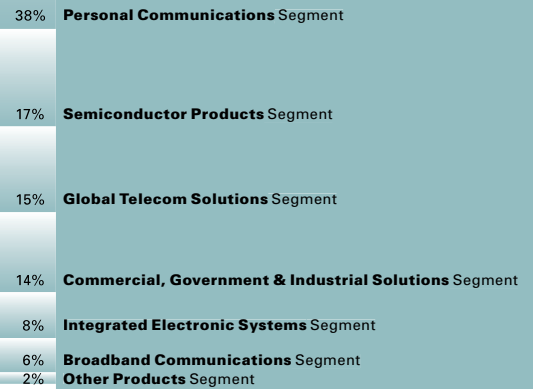 38% Personal Communications Segment
17% Semiconductor Products Segment
15% Global Telecom Solutions Segment
14% Commercial, Government & Industrial Solutions Segment
8% Integrated Electronic Systems Segment
6% Broadband Communications Segment
2% Other Products Segment